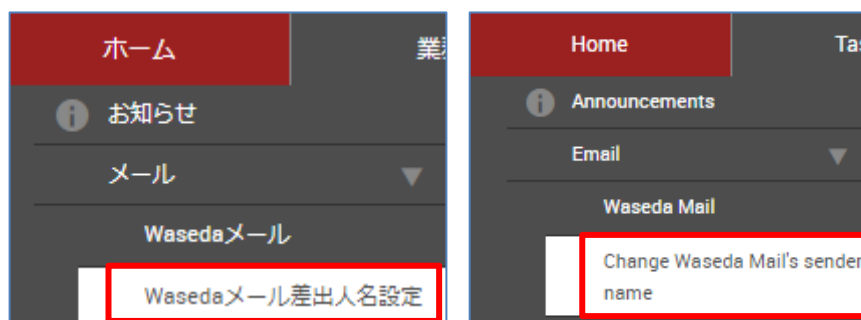 ホーム
お知らせ
メール
Wasedaメール
Wasedaメール差出人名設定
Home
Announcements
Email
Waseda Mail
Change Waseda Mail's sender
name